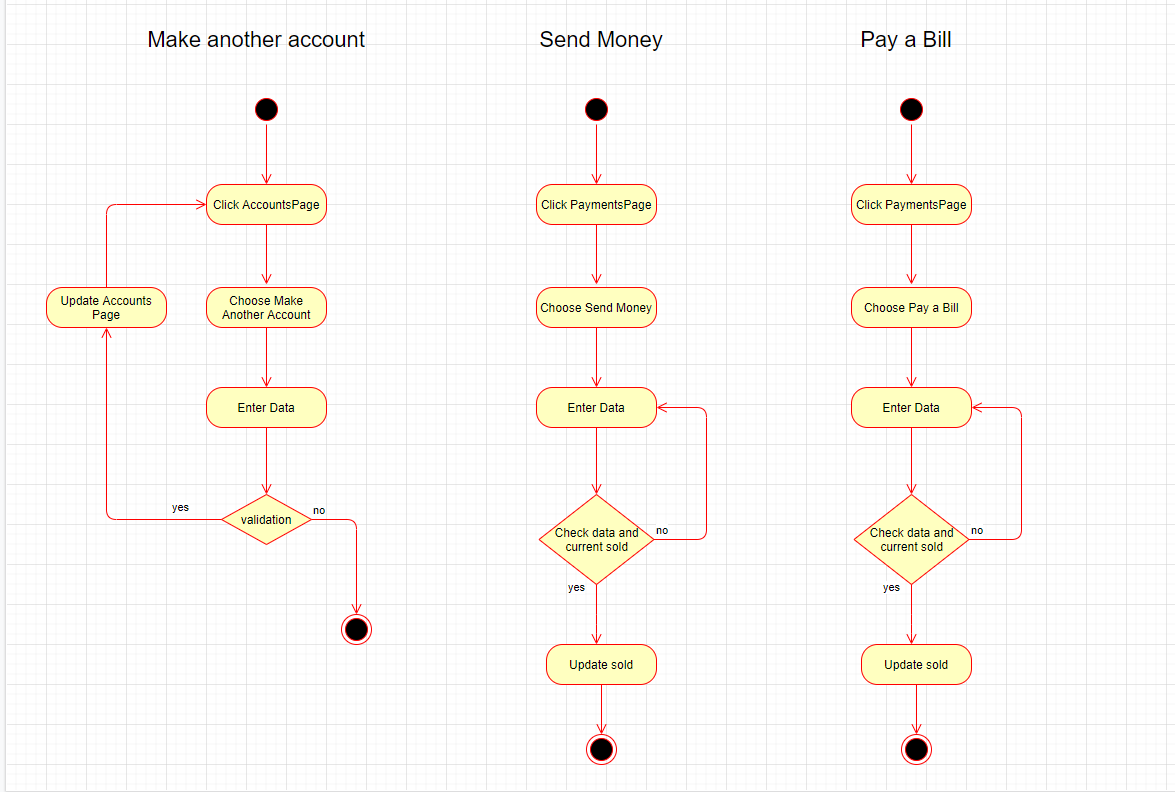 Make another account
Send Money
Pay a Bill
Click AccountsPage
Click PaymentsPage
Click PaymentsPage
Update Accounts
Page
Choose Make
Another Account
Choose Send Money
Choose Pay a Bill
Enter Data
Enter Data
Enter Data
yes
validation
no
Check data and
current sold
no
yes
Check data and
current sold
no
yes
Update sold
Update sold